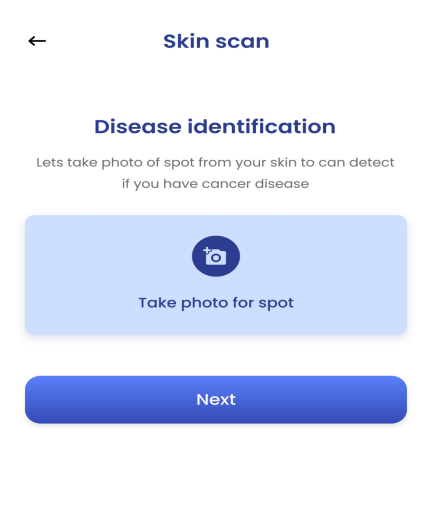 Skin scan
Disease identification
Lets take photo of spot from your skin to can detect
if you have cancer disease
Take photo for spot
Next